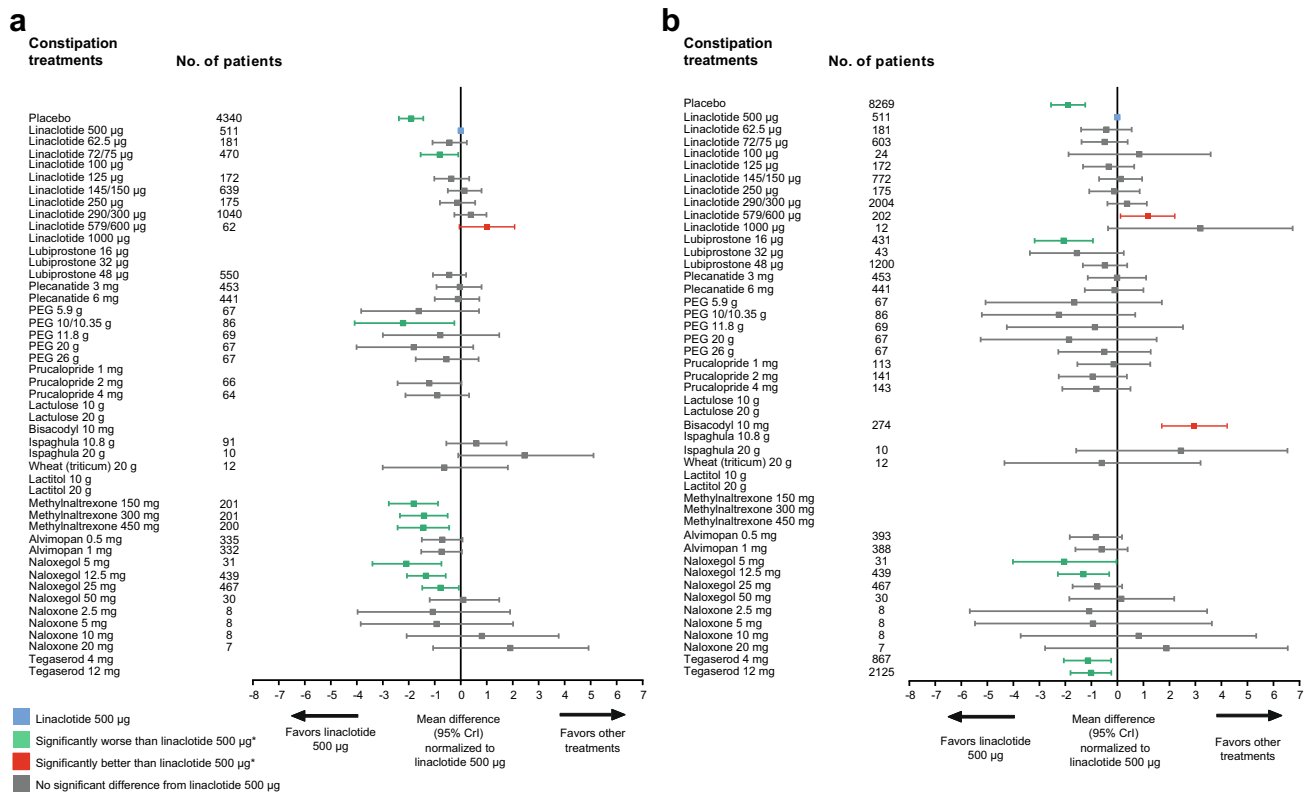 a
Constipation
treatments
No. of patients
Placebo 4340
Linaclotide 500 µg 511
Linaclotide 62.5 µg 181
Linaclotide 72/75 µg 470
Linaclotide 100 µg
Linaclotide 125 µg 172
Linaclotide 145/150 µg 639
Linaclotide 250 µg 175
Linaclotide 290/300 µg 1040
Linaclotide 579/600 µg 62
Linaclotide 1000 µg
Lubiprostone 16 µg
Lubiprostone 32 µg
Lubiprostone 48 µg 550
Plecanatide 3 mg 453
Plecanatide 6 mg 441
PEG 5.9 g 67
PEG 10/10.35 g 86
PEG 11.8 g 69
PEG 20 g 67
PEG 26 g 67
Prucalopride 1 mg
Prucalopride 2 mg 66
Prucalopride 4 mg 64
Lactulose 10 g
Lactulose 20 g
Bisacodyl 10 mg
Ispaghula 10.8 g 91
Ispaghula 20 g 10
Wheat (triticum) 20 g 12
Lactitol 10 g
Lactitol 20 g
Methylnaltrexone 150 mg 201
Methylnaltrexone 300 mg 201
Methylnaltrexone 450 mg 200
Alvimopan 0.5 mg 335
Alvimopan 1 mg 332
Naloxegol 5 mg 31
Naloxegol 12.5 mg 439
Naloxegol 25 mg 467
Naloxegol 50 mg 30
Naloxone 2.5 mg 8
Naloxone 5 mg 8
Naloxone 10 mg 8
Naloxone 20 mg 7
Tegaserod 4 mg
Tegaserod 12 mg
-8 -7 -6 -5 -4 -3 -2 -1 0 1 2 3 4 5 6 7
Favors linaclotide
500 µg
Mean difference
(95% CrI)
normalized to
linaclotide 500 µg
Favors other
treatments
b
Constipation
treatments
No. of patients
Placebo 8269
Linaclotide 500 µg 511
Linaclotide 62.5 µg 181
Linaclotide 72/75 µg 603
Linaclotide 100 µg 24
Linaclotide 125 µg 172
Linaclotide 145/150 µg 772
Linaclotide 250 µg 175
Linaclotide 290/300 µg 2004
Linaclotide 579/600 µg 202
Linaclotide 1000 µg 12
Lubiprostone 16 µg 431
Lubiprostone 32 µg 43
Lubiprostone 48 µg 1200
Plecanatide 3 mg 453
Plecanatide 6 mg 441
PEG 5.9 g 67
PEG 10/10.35 g 86
PEG 11.8 g 69
PEG 20 g 67
PEG 26 g 67
Prucalopride 1 mg 113
Prucalopride 2 mg 141
Prucalopride 4 mg 143
Lactulose 10 g
Lactulose 20 g
Bisacodyl 10 mg 274
Ispaghula 10.8 g
Ispaghula 20 g 10
Wheat (triticum) 20 g 12
Lactitol 10 g
Lactitol 20 g
Methylnaltrexone 150 mg
Methylnaltrexone 300 mg
Methylnaltrexone 450 mg
Alvimopan 0.5 mg 393
Alvimopan 1 mg 388
Naloxegol 5 mg 31
Naloxegol 12.5 mg 439
Naloxegol 25 mg 467
Naloxegol 50 mg 30
Naloxone 2.5 mg 8
Naloxone 5 mg 8
Naloxone 10 mg 8
Naloxone 20 mg 7
Tegaserod 4 mg 867
Tegaserod 12 mg 2125
-8 -7 -6 -5 -4 -3 -2 -1 0 1 2 3 4 5 6 7
Favors linaclotide
500 µg
Mean difference
(95% CrI)
normalized to
linaclotide 500 µg
Favors other
treatments
Linaclotide 500 µg
Significantly worse than linaclotide 500 µg*
Significantly better than linaclotide 500 µg*
No significant difference from linaclotide 500 µg